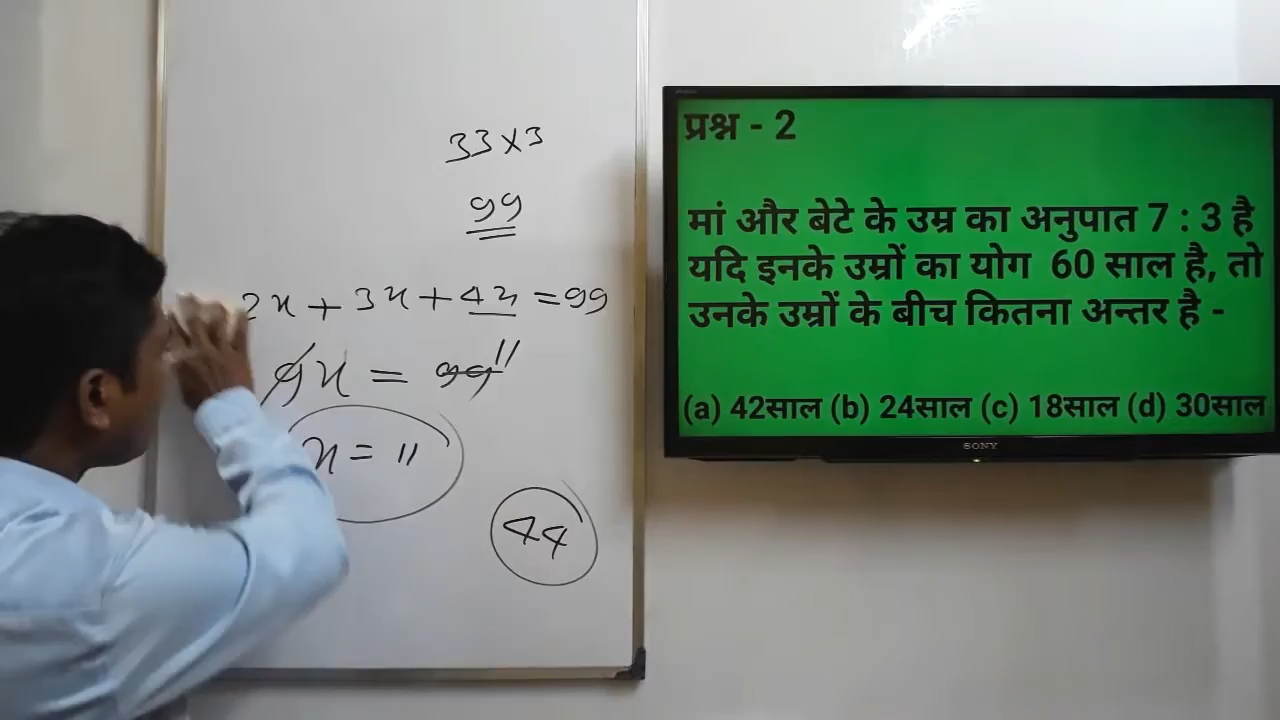 33×3
99
2x + 3x + 4x = 99
9x = 99 11
x = 11
44
प्रश्न - 2
मां और बेटे के उम्र का अनुपात 7 : 3 है
यदि इनके उम्रों का योग 60 साल है, तो
उनके उम्रों के बीच कितना अन्तर है -
(a) 42साल (b) 24साल (c) 18साल (d) 30साल
SONY